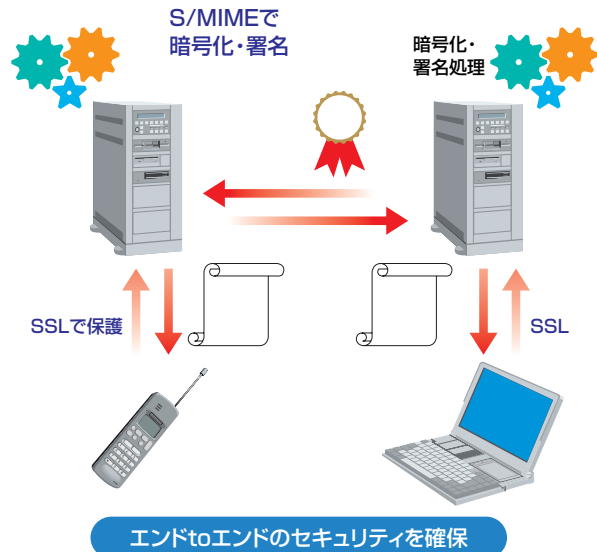 S/MIMEで
暗号化・署名
暗号化・
署名処理
SSLで保護
SSL
エンドtoエンドのセキュリティを確保